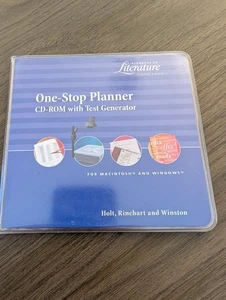 Literature
One-Stop Planner
CD-ROM with Test Generator
FOR MACINTOSH® AND WINDOWS®
Holt, Rinehart and Winston